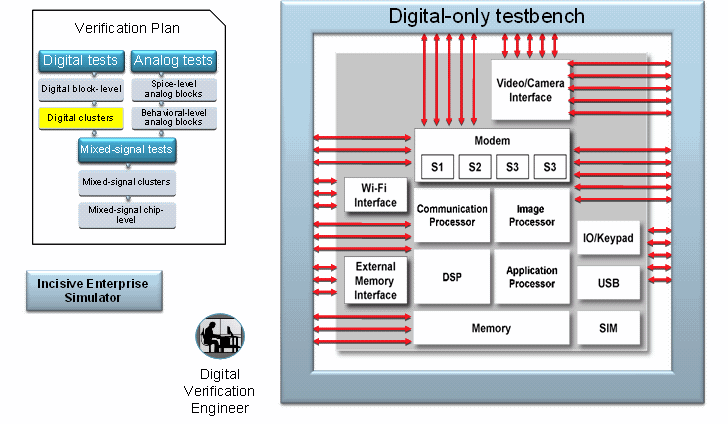 Verification Plan
Digital tests
Analog tests
Digital block-level
Spice-level
analog blocks
Digital clusters
Behavioral-level
analog blocks
Mixed-signal tests
Mixed-signal clusters
Mixed-signal chip-
level
Incisive Enterprise
Simulator
Digital
Verification
Engineer
Digital-only testbench
Video/Camera
Interface
Modem
S1
S2
S3
S3
Wi-Fi
Interface
Communication
Processor
Image
Processor
IO/Keypad
External
Memory
Interface
DSP
Application
Processor
USB
Memory
SIM